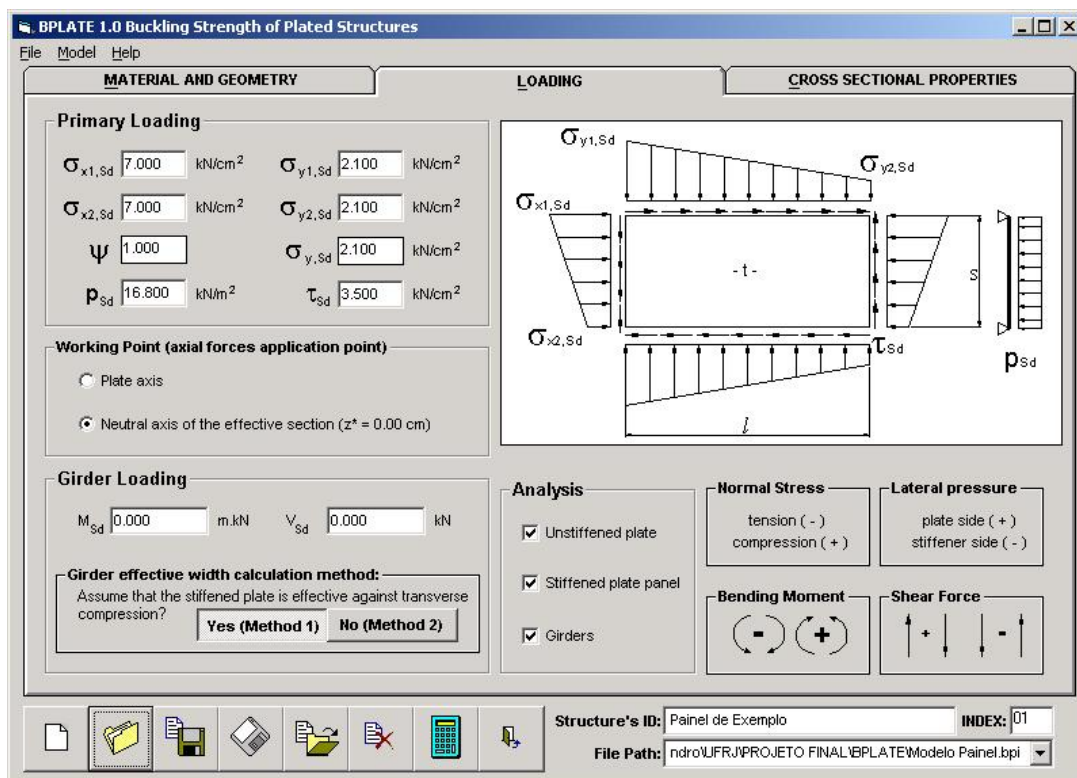 BPLATE 1.0 Buckling Strength of Plated Structures
File Model Help
MATERIAL AND GEOMETRY
LOADING
CROSS SECTIONAL PROPERTIES
Primary Loading
σx1,Sd 7.000 kN/cm² σy1,Sd 2.100 kN/cm²
σx2,Sd 7.000 kN/cm² σy2,Sd 2.100 kN/cm²
Ψ 1.000 σy,Sd 2.100 kN/cm²
pSd 16.800 kN/m² τSd 3.500 kN/cm²
Working Point (axial forces application point)
Plate axis
Neutral axis of the effective section (z* = 0.00 cm)
Girder Loading
MSd 0.000 m.kN VSd 0.000 kN
Girder effective width calculation method:
Assume that the stiffened plate is effective against transverse
compression? Yes (Method 1) No (Method 2)
σy1,Sd
σy2,Sd
σx1,Sd
- t -
s
σx2,Sd
τSd
pSd
l
Analysis
Unstiffened plate
Stiffened plate panel
Girders
Normal Stress
tension ( - )
compression ( + )
Lateral pressure
plate side ( + )
stiffener side ( - )
Bending Moment
- +
Shear Force
+ -
Structure's ID: Painel de Exemplo INDEX: 01
File Path: ndro\UFRJ\PROJETO FINAL\BPLATE\Modelo Painel.bpi